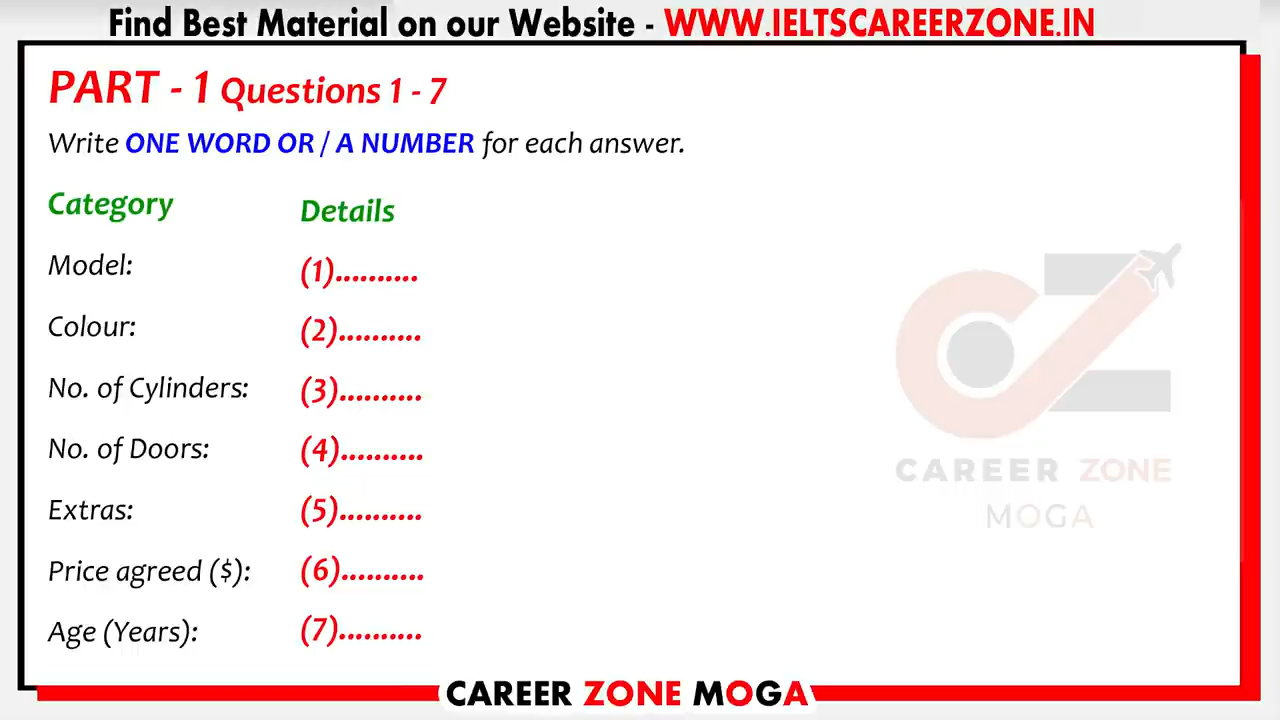 Find Best Material on our Website - WWW.IELTSCAREERZONE.IN
PART - 1 Questions 1 - 7
Write ONE WORD OR / A NUMBER for each answer.
Category Details
Model: (1)..........
Colour: (2)..........
No. of Cylinders: (3)..........
No. of Doors: (4)..........
Extras: (5)..........
Price agreed ($): (6)..........
Age (Years): (7)..........
CAREER ZONE
MOGA
CAREER ZONE MOGA